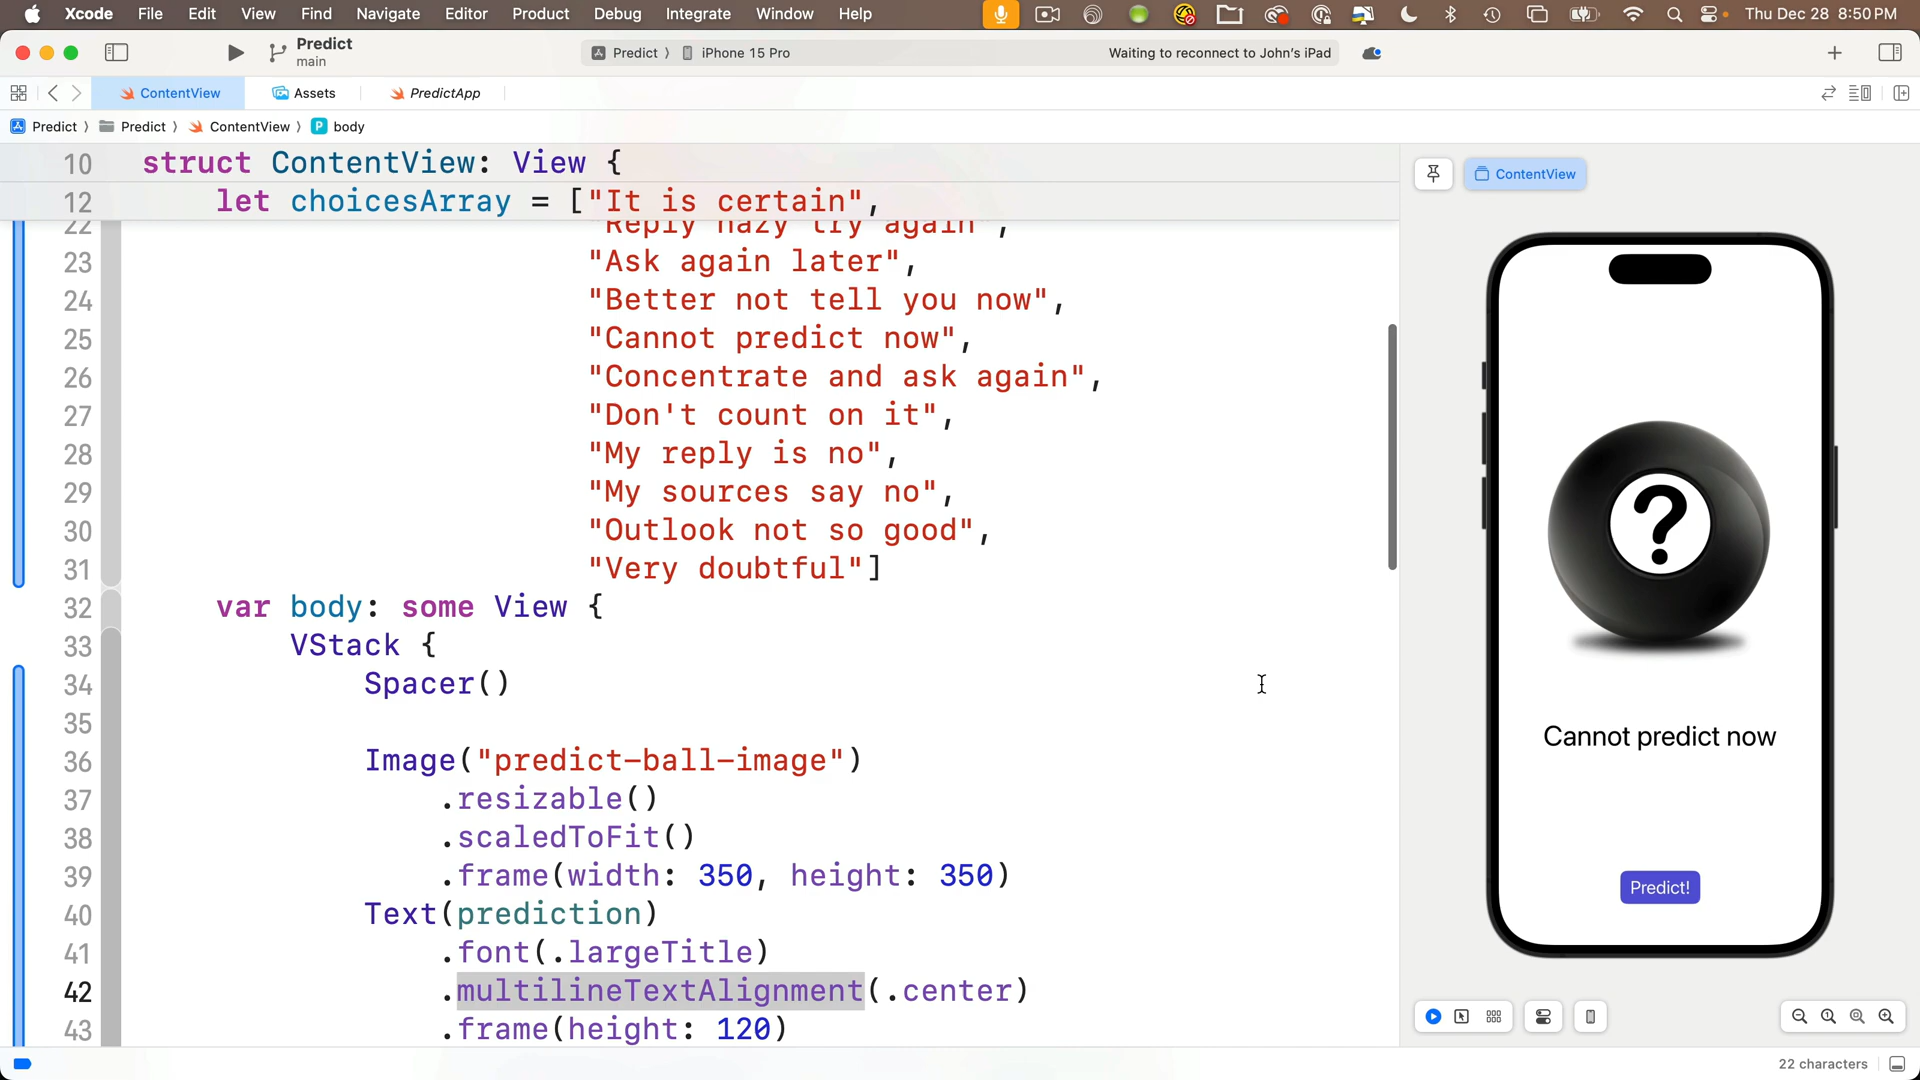 Xcode File Edit View Find Navigate Editor Product Debug Integrate Window Help Thu Dec 28 8:50 PM
Predict
main
Predict 〉 iPhone 15 Pro Waiting to reconnect to John's iPad
ContentView Assets PredictApp
Predict 〉 Predict 〉 ContentView 〉 P body
10 struct ContentView: View {
12 let choicesArray = ["It is certain",
22 "Reply hazy try again",
23 "Ask again later",
24 "Better not tell you now",
25 "Cannot predict now",
26 "Concentrate and ask again",
27 "Don't count on it",
28 "My reply is no",
29 "My sources say no",
30 "Outlook not so good",
31 "Very doubtful"]
32 var body: some View {
33 VStack {
34 Spacer()
35
36 Image("predict-ball-image")
37 .resizable()
38 .scaledToFit()
39 .frame(width: 350, height: 350)
40 Text(prediction)
41 .font(.largeTitle)
42 .multilineTextAlignment(.center)
43 .frame(height: 120)
ContentView
?
Cannot predict now
Predict!
22 characters